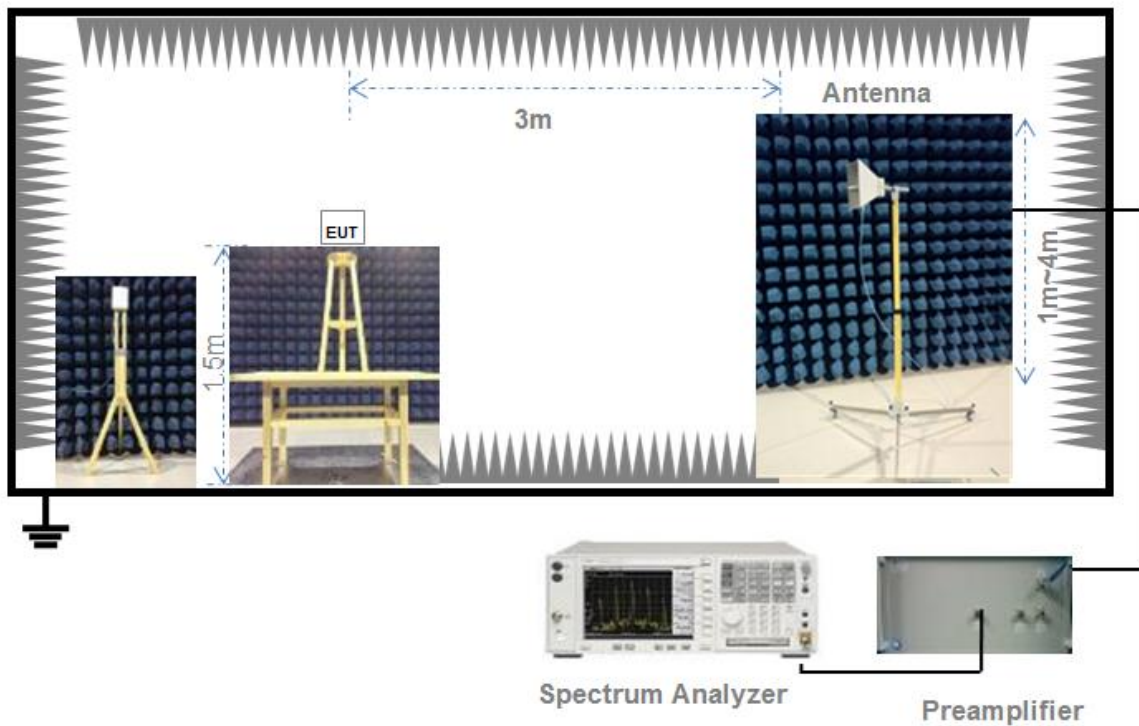 Antenna
3m
EUT
1.5m
1m~4m
Spectrum Analyzer
Preamplifier